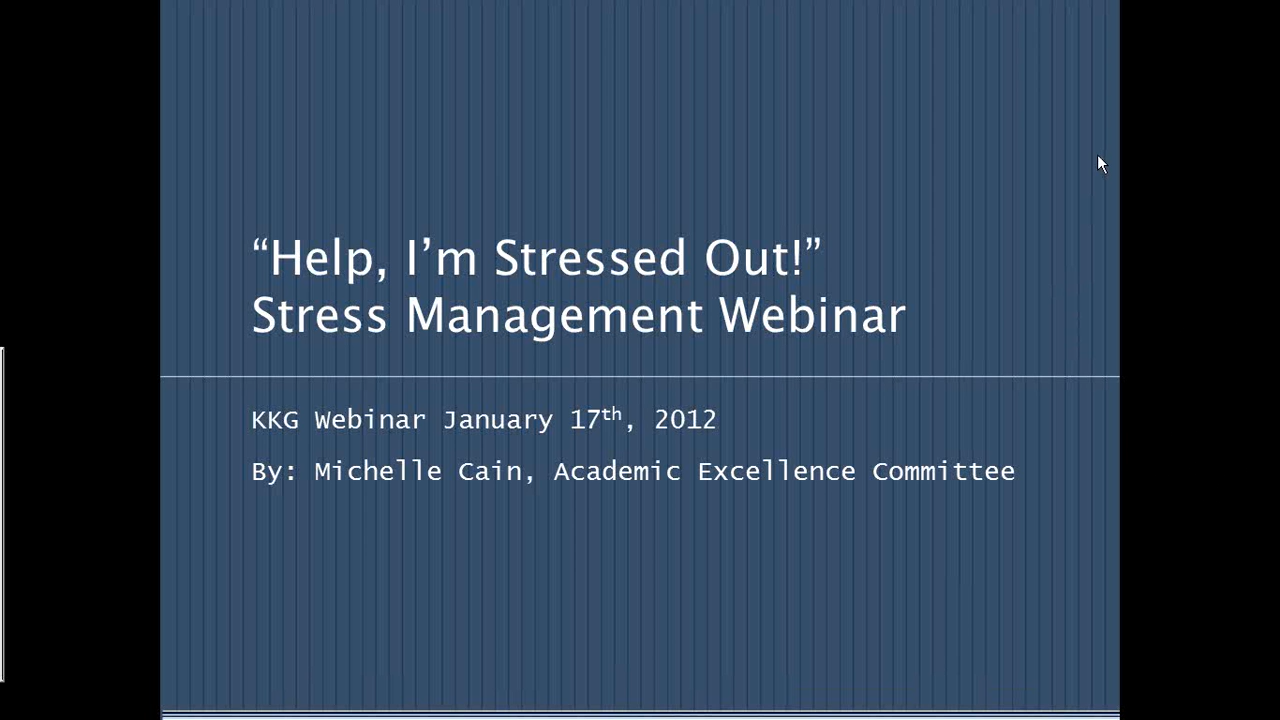 “Help, I’m Stressed Out!”
Stress Management Webinar
KKG Webinar January 17th, 2012
By: Michelle Cain, Academic Excellence Committee